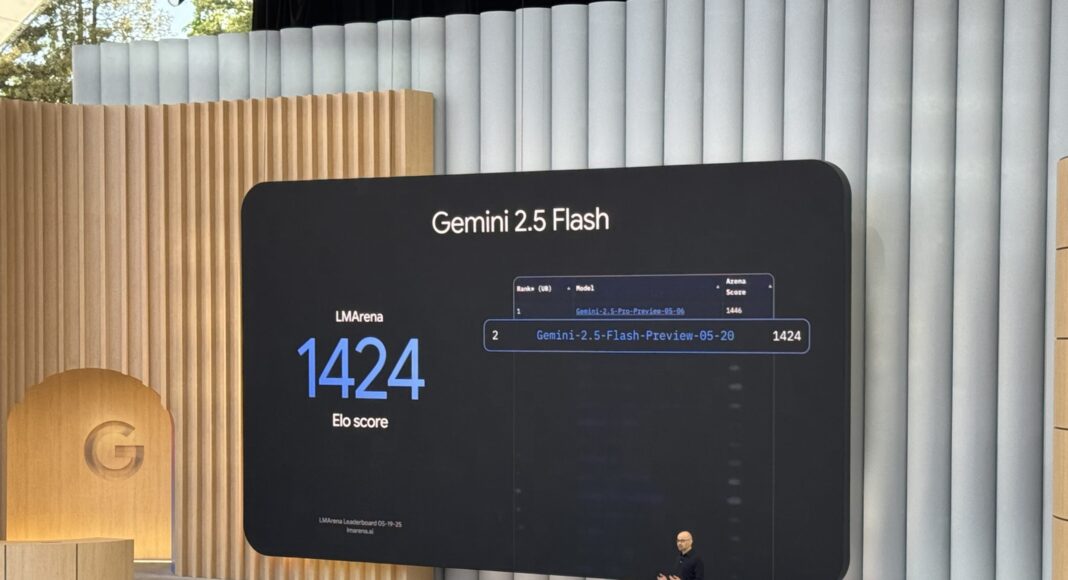 Gemini 2.5 Flash
LMArena
1424
Elo score
LMArena Leaderboard 05-19-25
lmarena.ai
Rank* (UB) Model Arena Score
1 Gemini-2.5-Pro-Preview-05-06 1446
2 Gemini-2.5-Flash-Preview-05-20 1424
G